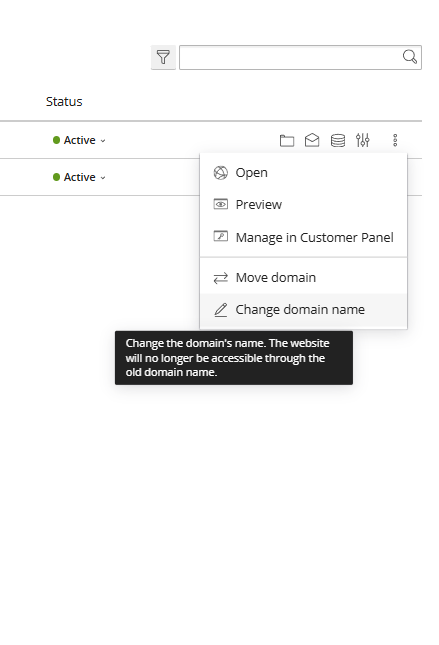 Status
Active
Active
Open
Preview
Manage in Customer Panel
Move domain
Change domain name
Change the domain's name. The website
will no longer be accessible through the
old domain name.